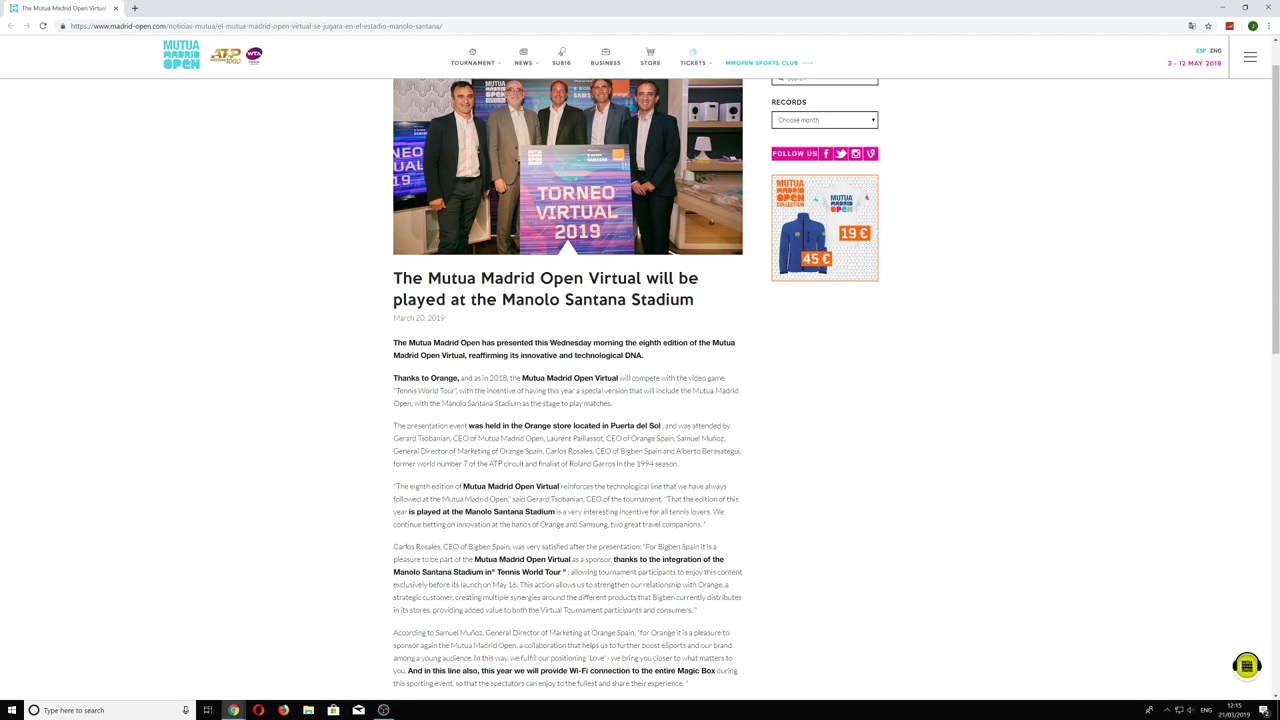 The Mutua Madrid Open Virtual
https://www.madrid-open.com/noticias-mutua/el-mutua-madrid-open-virtual-se-jugara-en-el-estadio-manolo-santana/
MUTUA
MADRID
OPEN
ATP
WTA
TOURNAMENT
NEWS
SUB16
BUSINESS
STORE
TICKETS
MMOPEN SPORTS CLUB
ESP ENG
3 - 12 MAY 2019
RECORDS
Choose month
FOLLOW US
MUTUA
MADRID
OPEN
COLLECTION
MUTUA
MADRID
OPEN
19 €
45 €
SAMSUNG
TORNEO
VIRTUAL
2019
The Mutua Madrid Open Virtual will be
played at the Manolo Santana Stadium
March 20, 2019
The Mutua Madrid Open has presented this Wednesday morning the eighth edition of the Mutua
Madrid Open Virtual, reaffirming its innovative and technological DNA.
Thanks to Orange, and as in 2018, the Mutua Madrid Open Virtual will compete with the video game
"Tennis World Tour", with the incentive of having this year a special version that will include the Mutua Madrid
Open, with the Manolo Santana Stadium as the stage to play matches.
The presentation event was held in the Orange store located in Puerta del Sol , and was attended by
Gerard Tsobanian, CEO of Mutua Madrid Open, Laurent Paillassot, CEO of Orange Spain, Samuel Muñoz,
General Director of Marketing of Orange Spain, Carlos Rosales, CEO of Bigben Spain and Alberto Berasategui,
former world number 7 of the ATP circuit and finalist of Roland Garros in the 1994 season.
"The eighth edition of Mutua Madrid Open Virtual reinforces the technological line that we have always
followed at the Mutua Madrid Open," said Gerard Tsobanian, CEO of the tournament. "That the edition of this
year is played at the Manolo Santana Stadium is a very interesting incentive for all tennis lovers. We
continue betting on innovation at the hands of Orange and Samsung, two great travel companions. "
Carlos Rosales, CEO of Bigben Spain, was very satisfied after the presentation: "For Bigben Spain it is a
pleasure to be part of the Mutua Madrid Open Virtual as a sponsor, thanks to the integration of the
Manolo Santana Stadium in" Tennis World Tour " , allowing tournament participants to enjoy this content
exclusively before its launch on May 16. This action allows us to strengthen our relationship with Orange, a
strategic customer, creating multiple synergies around the different products that Bigben currently distributes
in its stores, providing added value to both the Virtual Tournament participants and consumers. "
According to Samuel Muñoz, General Director of Marketing at Orange Spain, "for Orange it is a pleasure to
sponsor again the Mutua Madrid Open, a collaboration that helps us to further boost eSports and our brand
among a young audience. In this way, we fulfill our positioning 'Love' - we bring you closer to what matters to
you. And in this line also, this year we will provide Wi-Fi connection to the entire Magic Box during
this sporting event, so that the spectators can enjoy to the fullest and share their experience. "
Type here to search
ENG
12:15
21/03/2019